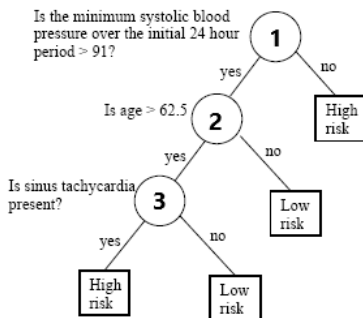 Is the minimum systolic blood
pressure over the initial 24 hour
period > 91?
1
yes
no
Is age > 62.5
2
High
risk
yes
no
Is sinus tachycardia
present?
3
Low
risk
yes
no
High
risk
Low
risk